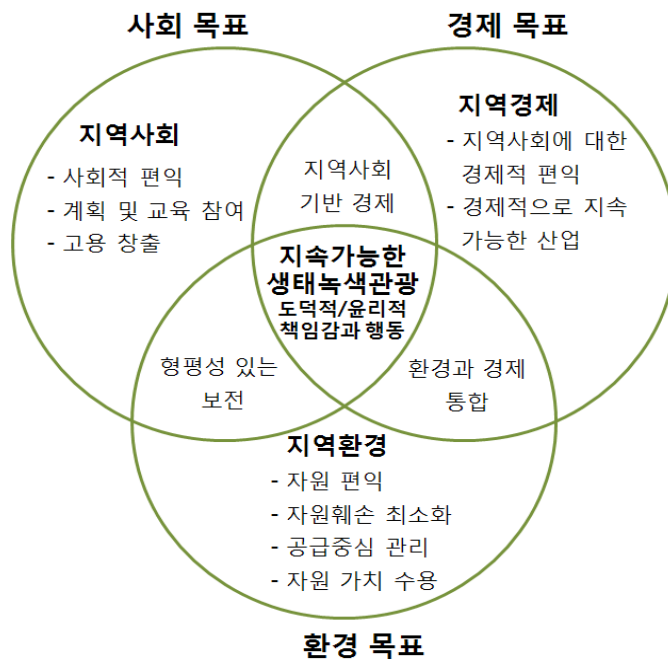 사회 목표
경제 목표
지역사회
- 사회적 편익
- 계획 및 교육 참여
- 고용 창출
지역경제
- 지역사회에 대한
경제적 편익
- 경제적으로 지속
가능한 산업
지역사회
기반 경제
지속가능한
생태녹색관광
도덕적/윤리적
책임감과 행동
형평성 있는
보전
환경과 경제
통합
지역환경
- 자원 편익
- 자원훼손 최소화
- 공급중심 관리
- 자원 가치 수용
환경 목표